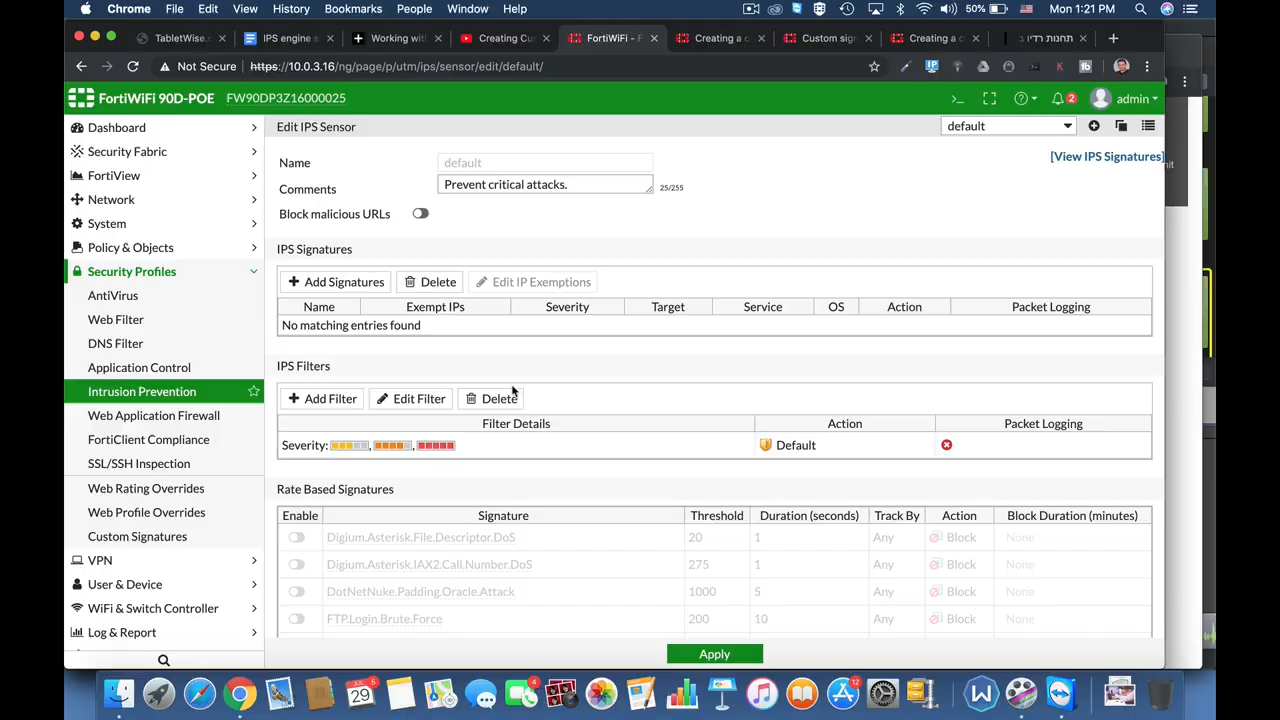 Chrome File Edit View History Bookmarks People Window Help 50% Mon 1:21 PM
TabletWise.c IPS engine s Working with Creating Cus FortiWiFi - F Creating a c Custom sig Creating a c תחנות רדיו ב
Not Secure https://10.0.3.16/ng/page/p/utm/ips/sensor/edit/default/
FortiWiFi 90D-POE FW90DP3Z16000025 >_ 2 admin
Dashboard
Security Fabric
FortiView
Network
System
Policy & Objects
Security Profiles
AntiVirus
Web Filter
DNS Filter
Application Control
Intrusion Prevention
Web Application Firewall
FortiClient Compliance
SSL/SSH Inspection
Web Rating Overrides
Web Profile Overrides
Custom Signatures
VPN
User & Device
WiFi & Switch Controller
Log & Report
Edit IPS Sensor default
[View IPS Signatures]
Name default
Comments Prevent critical attacks. 25/255
Block malicious URLs
IPS Signatures
+ Add Signatures Delete Edit IP Exemptions
Name Exempt IPs Severity Target Service OS Action Packet Logging
No matching entries found
IPS Filters
+ Add Filter Edit Filter Delete
Filter Details Action Packet Logging
Severity: , , Default
Rate Based Signatures
Enable Signature Threshold Duration (seconds) Track By Action Block Duration (minutes)
Digium.Asterisk.File.Descriptor.DoS 20 1 Any Block None
Digium.Asterisk.IAX2.Call.Number.DoS 275 1 Any Block None
DotNetNuke.Padding.Oracle.Attack 1000 5 Any Block None
FTP.Login.Brute.Force 200 10 Any Block None
Apply